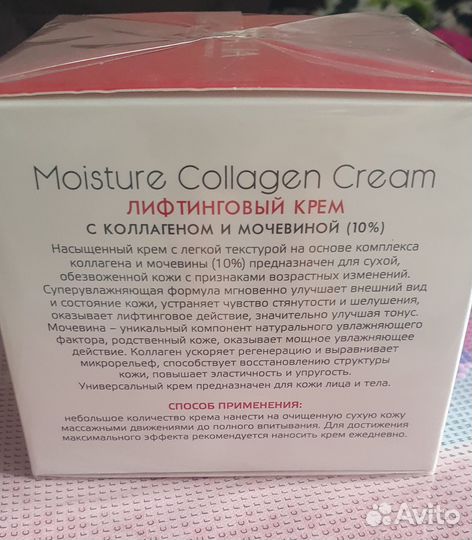 Moisture Collagen Cream
ЛИФТИНГОВЫЙ КРЕМ
С КОЛЛАГЕНОМ И МОЧЕВИНОЙ (10%)
Насыщенный крем с легкой текстурой на основе комплекса
коллагена и мочевины (10%) предназначен для сухой,
обезвоженной кожи с признаками возрастных изменений.
Суперувлажняющая формула мгновенно улучшает внешний вид
и состояние кожи, устраняет чувство стянутости и шелушения,
оказывает лифтинговое действие, значительно улучшая тонус.
Мочевина – уникальный компонент натурального увлажняющего
фактора, родственный коже, оказывает мощное увлажняющее
действие. Коллаген ускоряет регенерацию и выравнивает
микрорельеф, способствует восстановлению структуры
кожи, повышает эластичность и упругость.
Универсальный крем предназначен для кожи лица и тела.
СПОСОБ ПРИМЕНЕНИЯ:
небольшое количество крема нанести на очищенную сухую кожу
массажными движениями до полного впитывания. Для достижения
максимального эффекта рекомендуется наносить крем ежедневно.
Avito